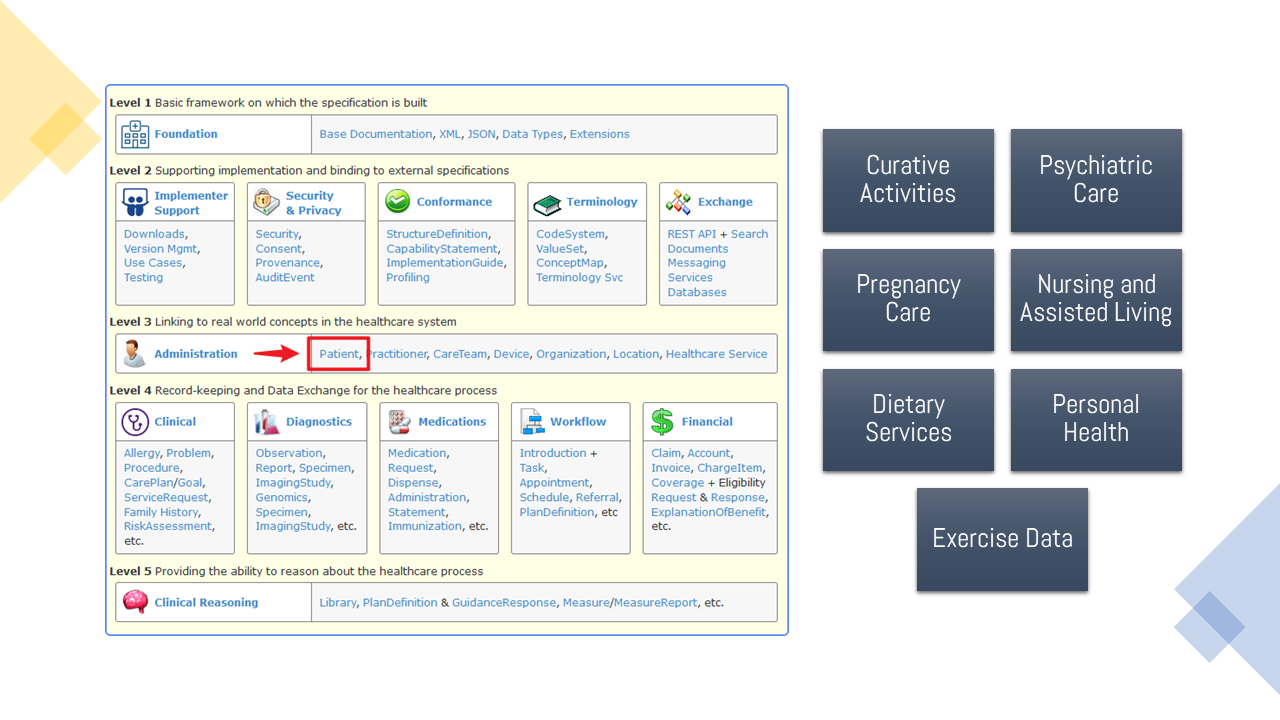 Level 1 Basic framework on which the specification is built
Foundation
Base Documentation, XML, JSON, Data Types, Extensions
Level 2 Supporting implementation and binding to external specifications
Implementer
Support
Downloads,
Version Mgmt,
Use Cases,
Testing
Security
& Privacy
Security,
Consent,
Provenance,
AuditEvent
Conformance
StructureDefinition,
CapabilityStatement,
ImplementationGuide,
Profiling
Terminology
CodeSystem,
ValueSet,
ConceptMap,
Terminology Svc
Exchange
REST API + Search
Documents
Messaging
Services
Databases
Level 3 Linking to real world concepts in the healthcare system
Administration
Patient, Practitioner, CareTeam, Device, Organization, Location, Healthcare Service
Level 4 Record-keeping and Data Exchange for the healthcare process
Clinical
Allergy, Problem,
Procedure,
CarePlan/Goal,
ServiceRequest,
Family History,
RiskAssessment,
etc.
Diagnostics
Observation,
Report, Specimen,
ImagingStudy,
Genomics,
Specimen,
ImagingStudy, etc.
Medications
Medication,
Request,
Dispense,
Administration,
Statement,
Immunization, etc.
Workflow
Introduction +
Task,
Appointment,
Schedule, Referral,
PlanDefinition, etc
Financial
Claim, Account,
Invoice, ChargeItem,
Coverage + Eligibility
Request & Response,
ExplanationOfBenefit,
etc.
Level 5 Providing the ability to reason about the healthcare process
Clinical Reasoning
Library, PlanDefinition & GuidanceResponse, Measure/MeasureReport, etc.
Curative
Activities
Psychiatric
Care
Pregnancy
Care
Nursing and
Assisted Living
Dietary
Services
Personal
Health
Exercise Data